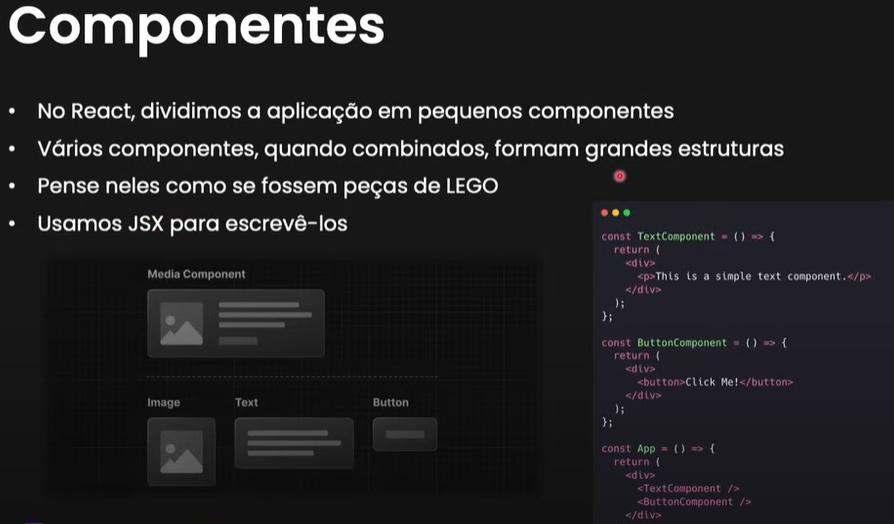 Componentes
• No React, dividimos a aplicação em pequenos componentes
• Vários componentes, quando combinados, formam grandes estruturas
• Pense neles como se fossem peças de LEGO
• Usamos JSX para escrevê-los
Media Component
Image Text Button
const TextComponent = () => {
  return (
    <div>
      <p>This is a simple text component.</p>
    </div>
  );
};

const ButtonComponent = () => {
  return (
    <div>
      <button>Click Me!</button>
    </div>
  );
};

const App = () => {
  return (
    <div>
      <TextComponent />
      <ButtonComponent />
    </div>